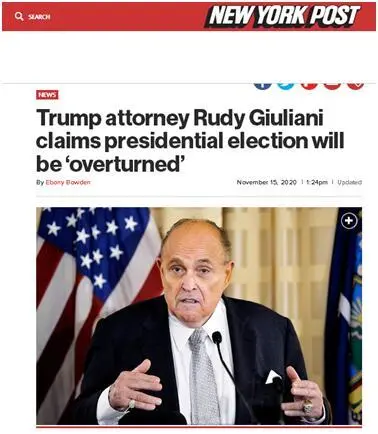 SEARCH
NEW YORK POST
NEWS
Trump attorney Rudy Giuliani
claims presidential election will
be ‘overturned’
By Ebony Bowden
November 15, 2020 | 1:24pm | Updated